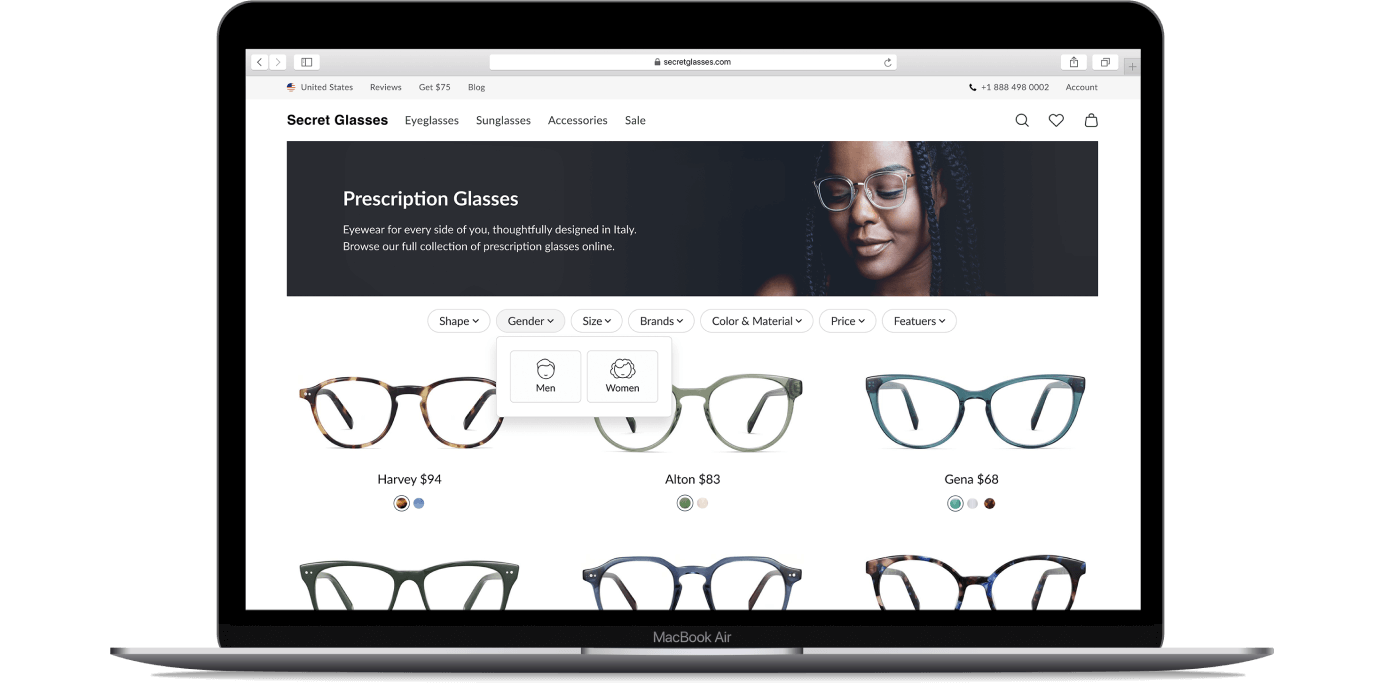 secretglasses.com
United States Reviews Get $75 Blog +1 888 498 0002 Account
Secret Glasses Eyeglasses Sunglasses Accessories Sale
Prescription Glasses
Eyewear for every side of you, thoughtfully designed in Italy.
Browse our full collection of prescription glasses online.
Shape Gender Size Brands Color & Material Price Featuers
Men Women
Harvey $94 Alton $83 Gena $68
MacBook Air